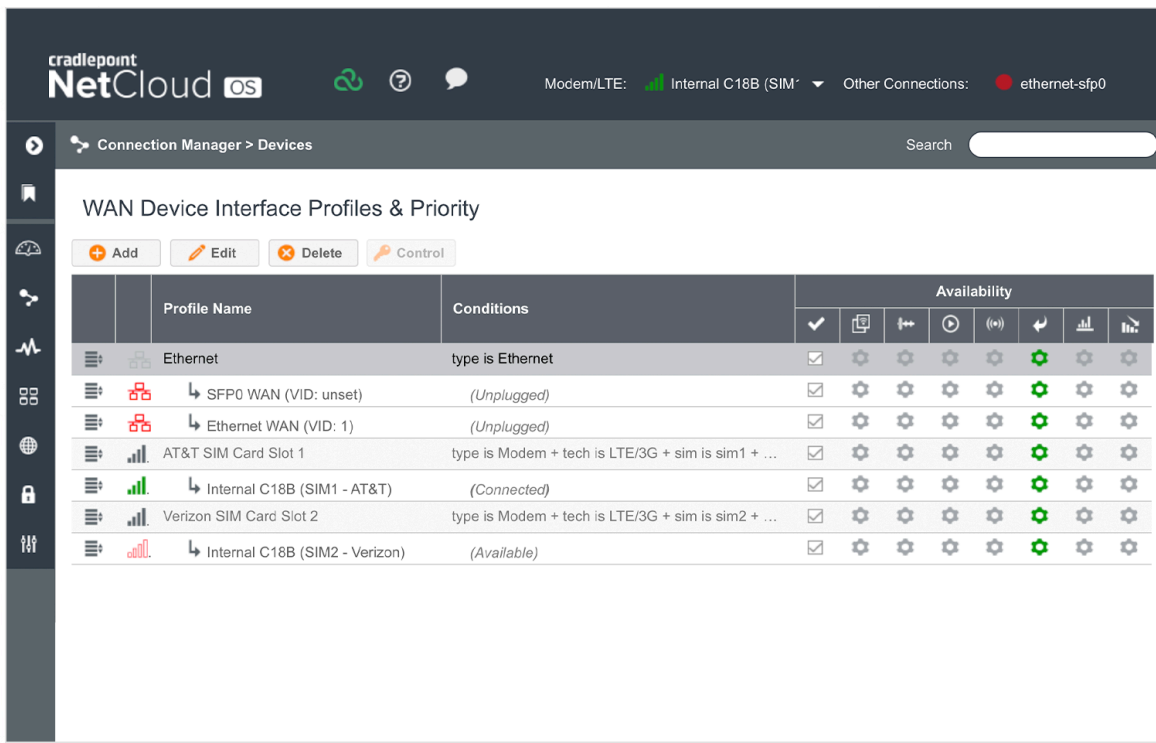 cradlepoint
NetCloud OS
Modem/LTE: Internal C18B (SIM1 Other Connections: ethernet-sfp0
Connection Manager > Devices
Search
WAN Device Interface Profiles & Priority
Add Edit Delete Control
Profile Name Conditions Availability
Ethernet type is Ethernet
SFP0 WAN (VID: unset) (Unplugged)
Ethernet WAN (VID: 1) (Unplugged)
AT&T SIM Card Slot 1 type is Modem + tech is LTE/3G + sim is sim1 + ...
Internal C18B (SIM1 - AT&T) (Connected)
Verizon SIM Card Slot 2 type is Modem + tech is LTE/3G + sim is sim2 + ...
Internal C18B (SIM2 - Verizon) (Available)